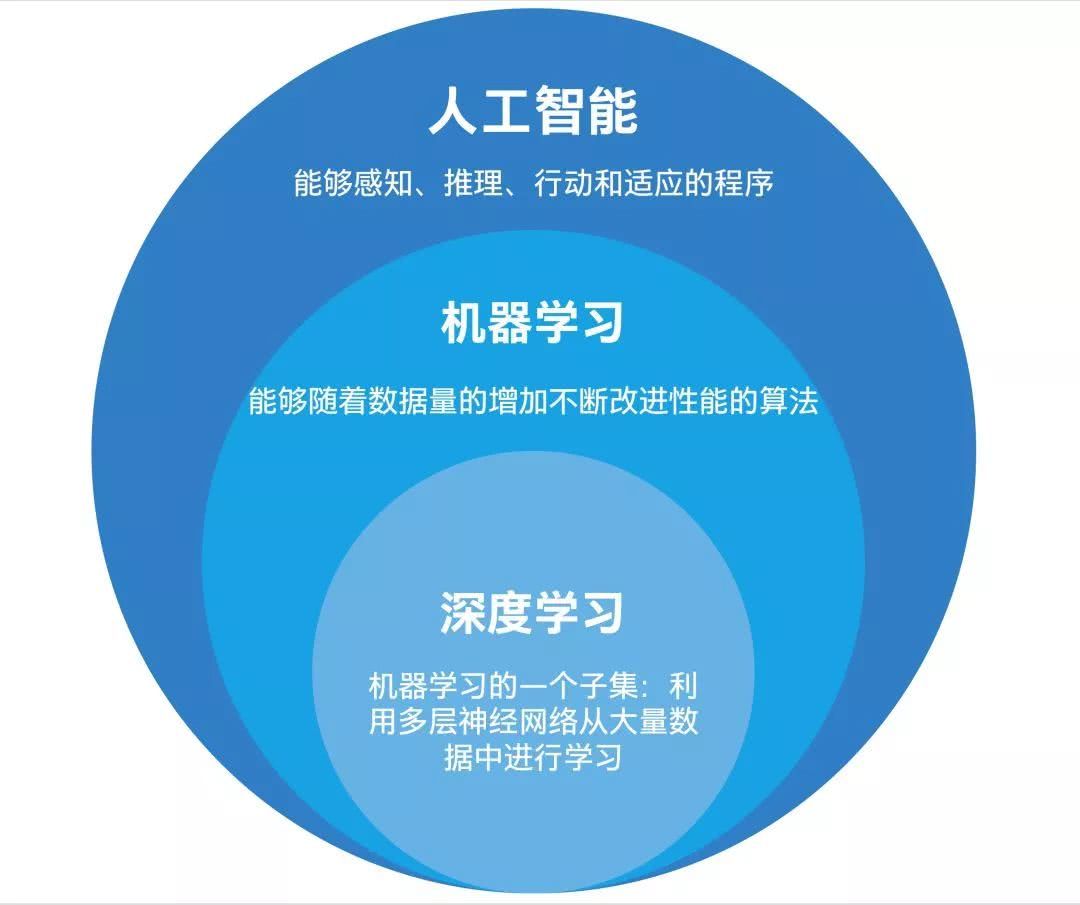 人工智能
能够感知、推理、行动和适应的程序
机器学习
能够随着数据量的增加不断改进性能的算法
深度学习
机器学习的一个子集：利
用多层神经网络从大量数
据中进行学习